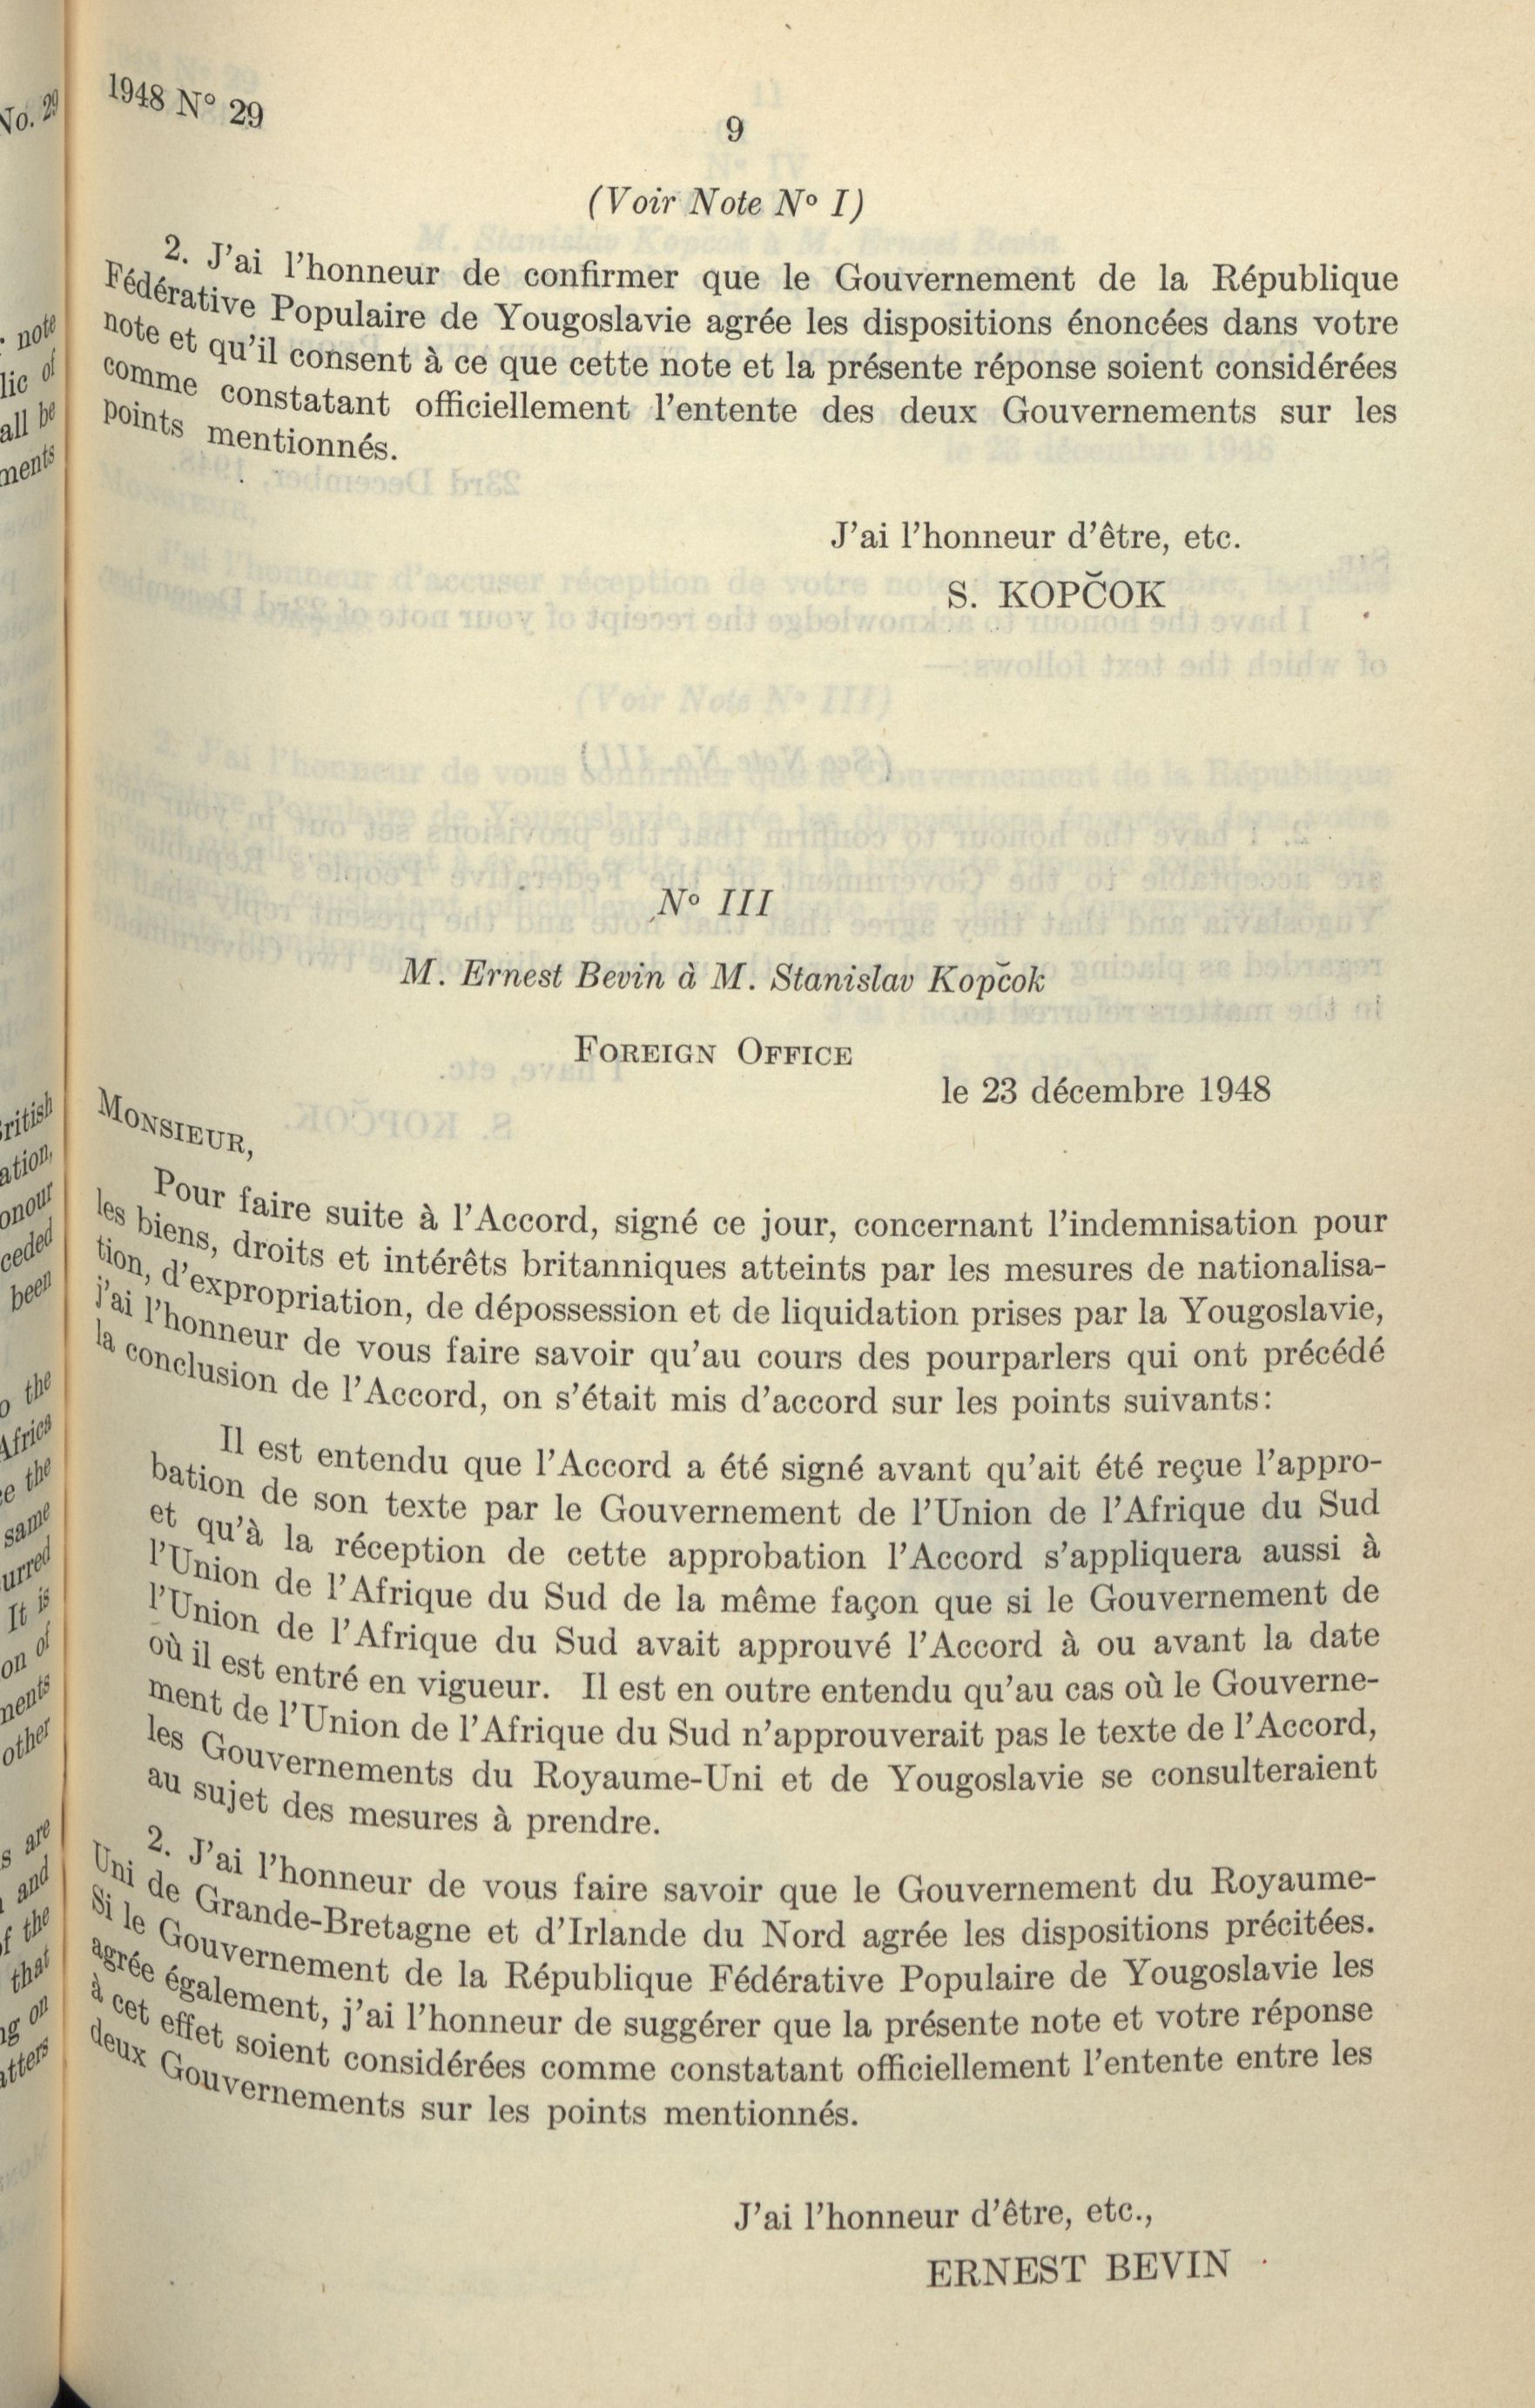 1948 Nº 29
9
(Voir Note Nº I)
2. J'ai l'honneur de confirmer que le Gouvernement de la République
Fédérative Populaire de Yougoslavie agrée les dispositions énoncées dans votre
note et qu'il consent à ce que cette note et la présente réponse soient considérées
comme constatant officiellement l'entente des deux Gouvernements sur les
points mentionnés.
J'ai l'honneur d'être, etc.
S. KOPČOK
Nº III
M. Ernest Bevin à M. Stanislav Kopčok
FOREIGN OFFICE
le 23 décembre 1948
MONSIEUR,
Pour faire suite à l'Accord, signé ce jour, concernant l'indemnisation pour
les biens, droits et intérêts britanniques atteints par les mesures de nationalisa-
tion, d'expropriation, de dépossession et de liquidation prises par la Yougoslavie,
j'ai l'honneur de vous faire savoir qu'au cours des pourparlers qui ont précédé
la conclusion de l'Accord, on s'était mis d'accord sur les points suivants:
Il est entendu que l'Accord a été signé avant qu'ait été reçue l'appro-
bation de son texte par le Gouvernement de l'Union de l'Afrique du Sud
et qu'à la réception de cette approbation l'Accord s'appliquera aussi à
l'Union de l'Afrique du Sud de la même façon que si le Gouvernement de
l'Union de l'Afrique du Sud avait approuvé l'Accord à ou avant la date
où il est entré en vigueur. Il est en outre entendu qu'au cas où le Gouverne-
ment de l'Union de l'Afrique du Sud n'approuverait pas le texte de l'Accord,
les Gouvernements du Royaume-Uni et de Yougoslavie se consulteraient
au sujet des mesures à prendre.
2. J'ai l'honneur de vous faire savoir que le Gouvernement du Royaume-
Uni de Grande-Bretagne et d'Irlande du Nord agrée les dispositions précitées.
Si le Gouvernement de la République Fédérative Populaire de Yougoslavie les
agrée également, j'ai l'honneur de suggérer que la présente note et votre réponse
à cet effet soient considérées comme constatant officiellement l'entente entre les
deux Gouvernements sur les points mentionnés.
J'ai l'honneur d'être, etc.,
ERNEST BEVIN